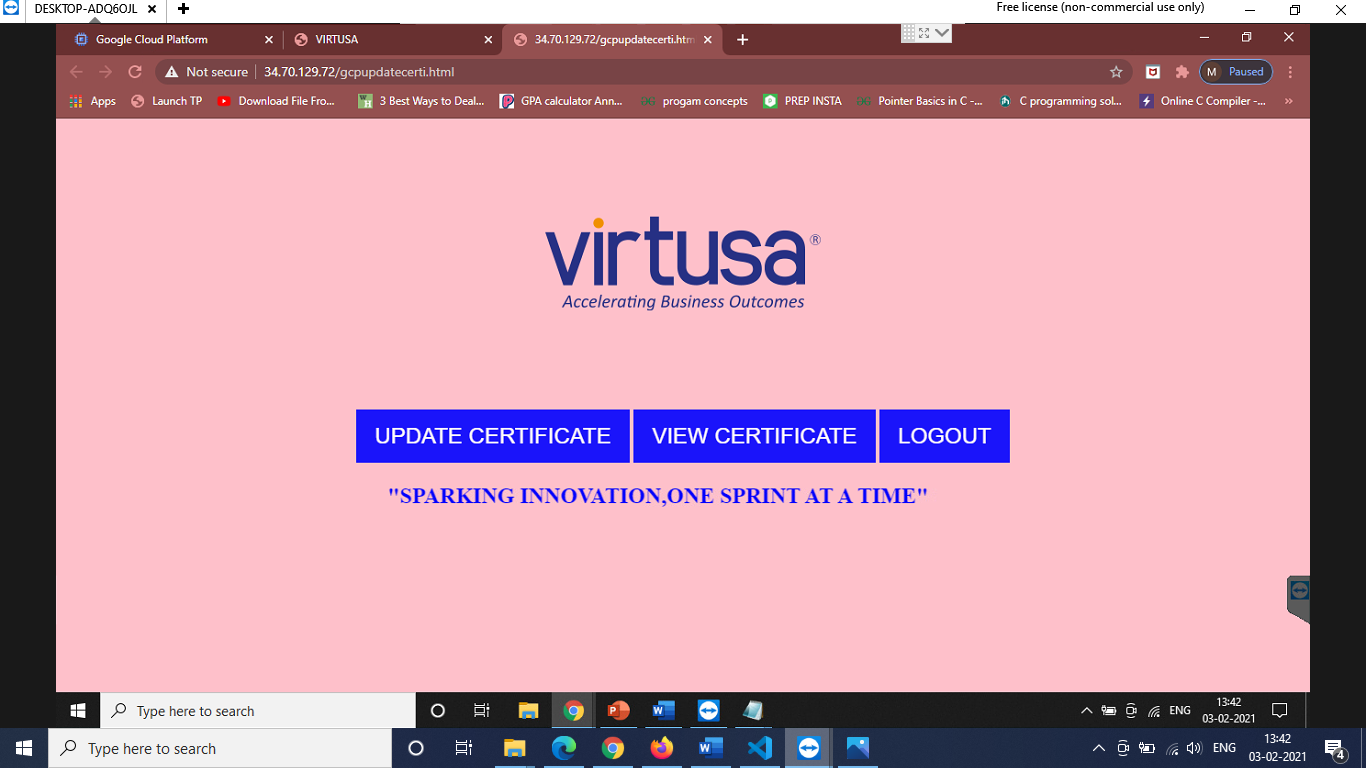 DESKTOP-ADQ6OJL
Free license (non-commercial use only)
Google Cloud Platform
VIRTUSA
34.70.129.72/gcpupdatecerti.htm
Not secure
34.70.129.72/gcpupdatecerti.html
M Paused
Apps
Launch TP
Download File Fro...
3 Best Ways to Deal...
GPA calculator Ann...
progam concepts
PREP INSTA
Pointer Basics in C -...
C programming sol...
Online C Compiler -...
»
virtusa®
Accelerating Business Outcomes
UPDATE CERTIFICATE
VIEW CERTIFICATE
LOGOUT
"SPARKING INNOVATION,ONE SPRINT AT A TIME"
Type here to search
ENG
13:42
03-02-2021
Type here to search
ENG
13:42
03-02-2021
4